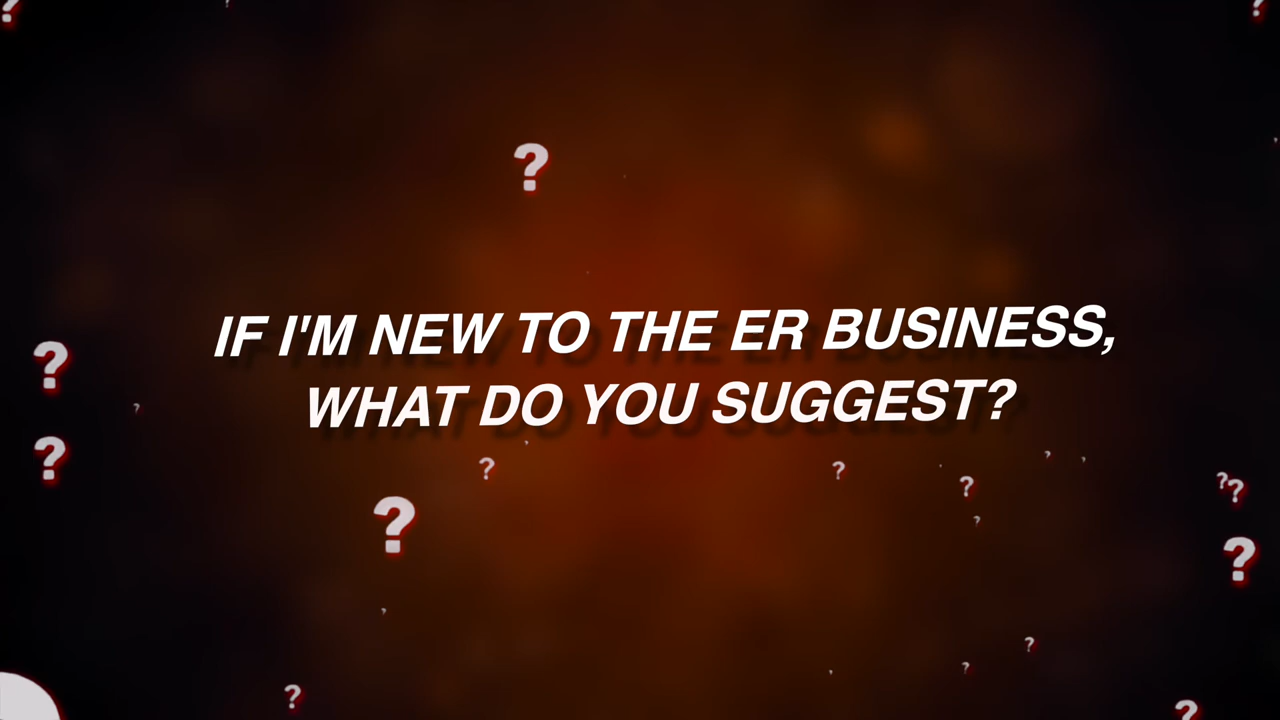 IF I'M NEW TO THE ER BUSINESS,
WHAT DO YOU SUGGEST?